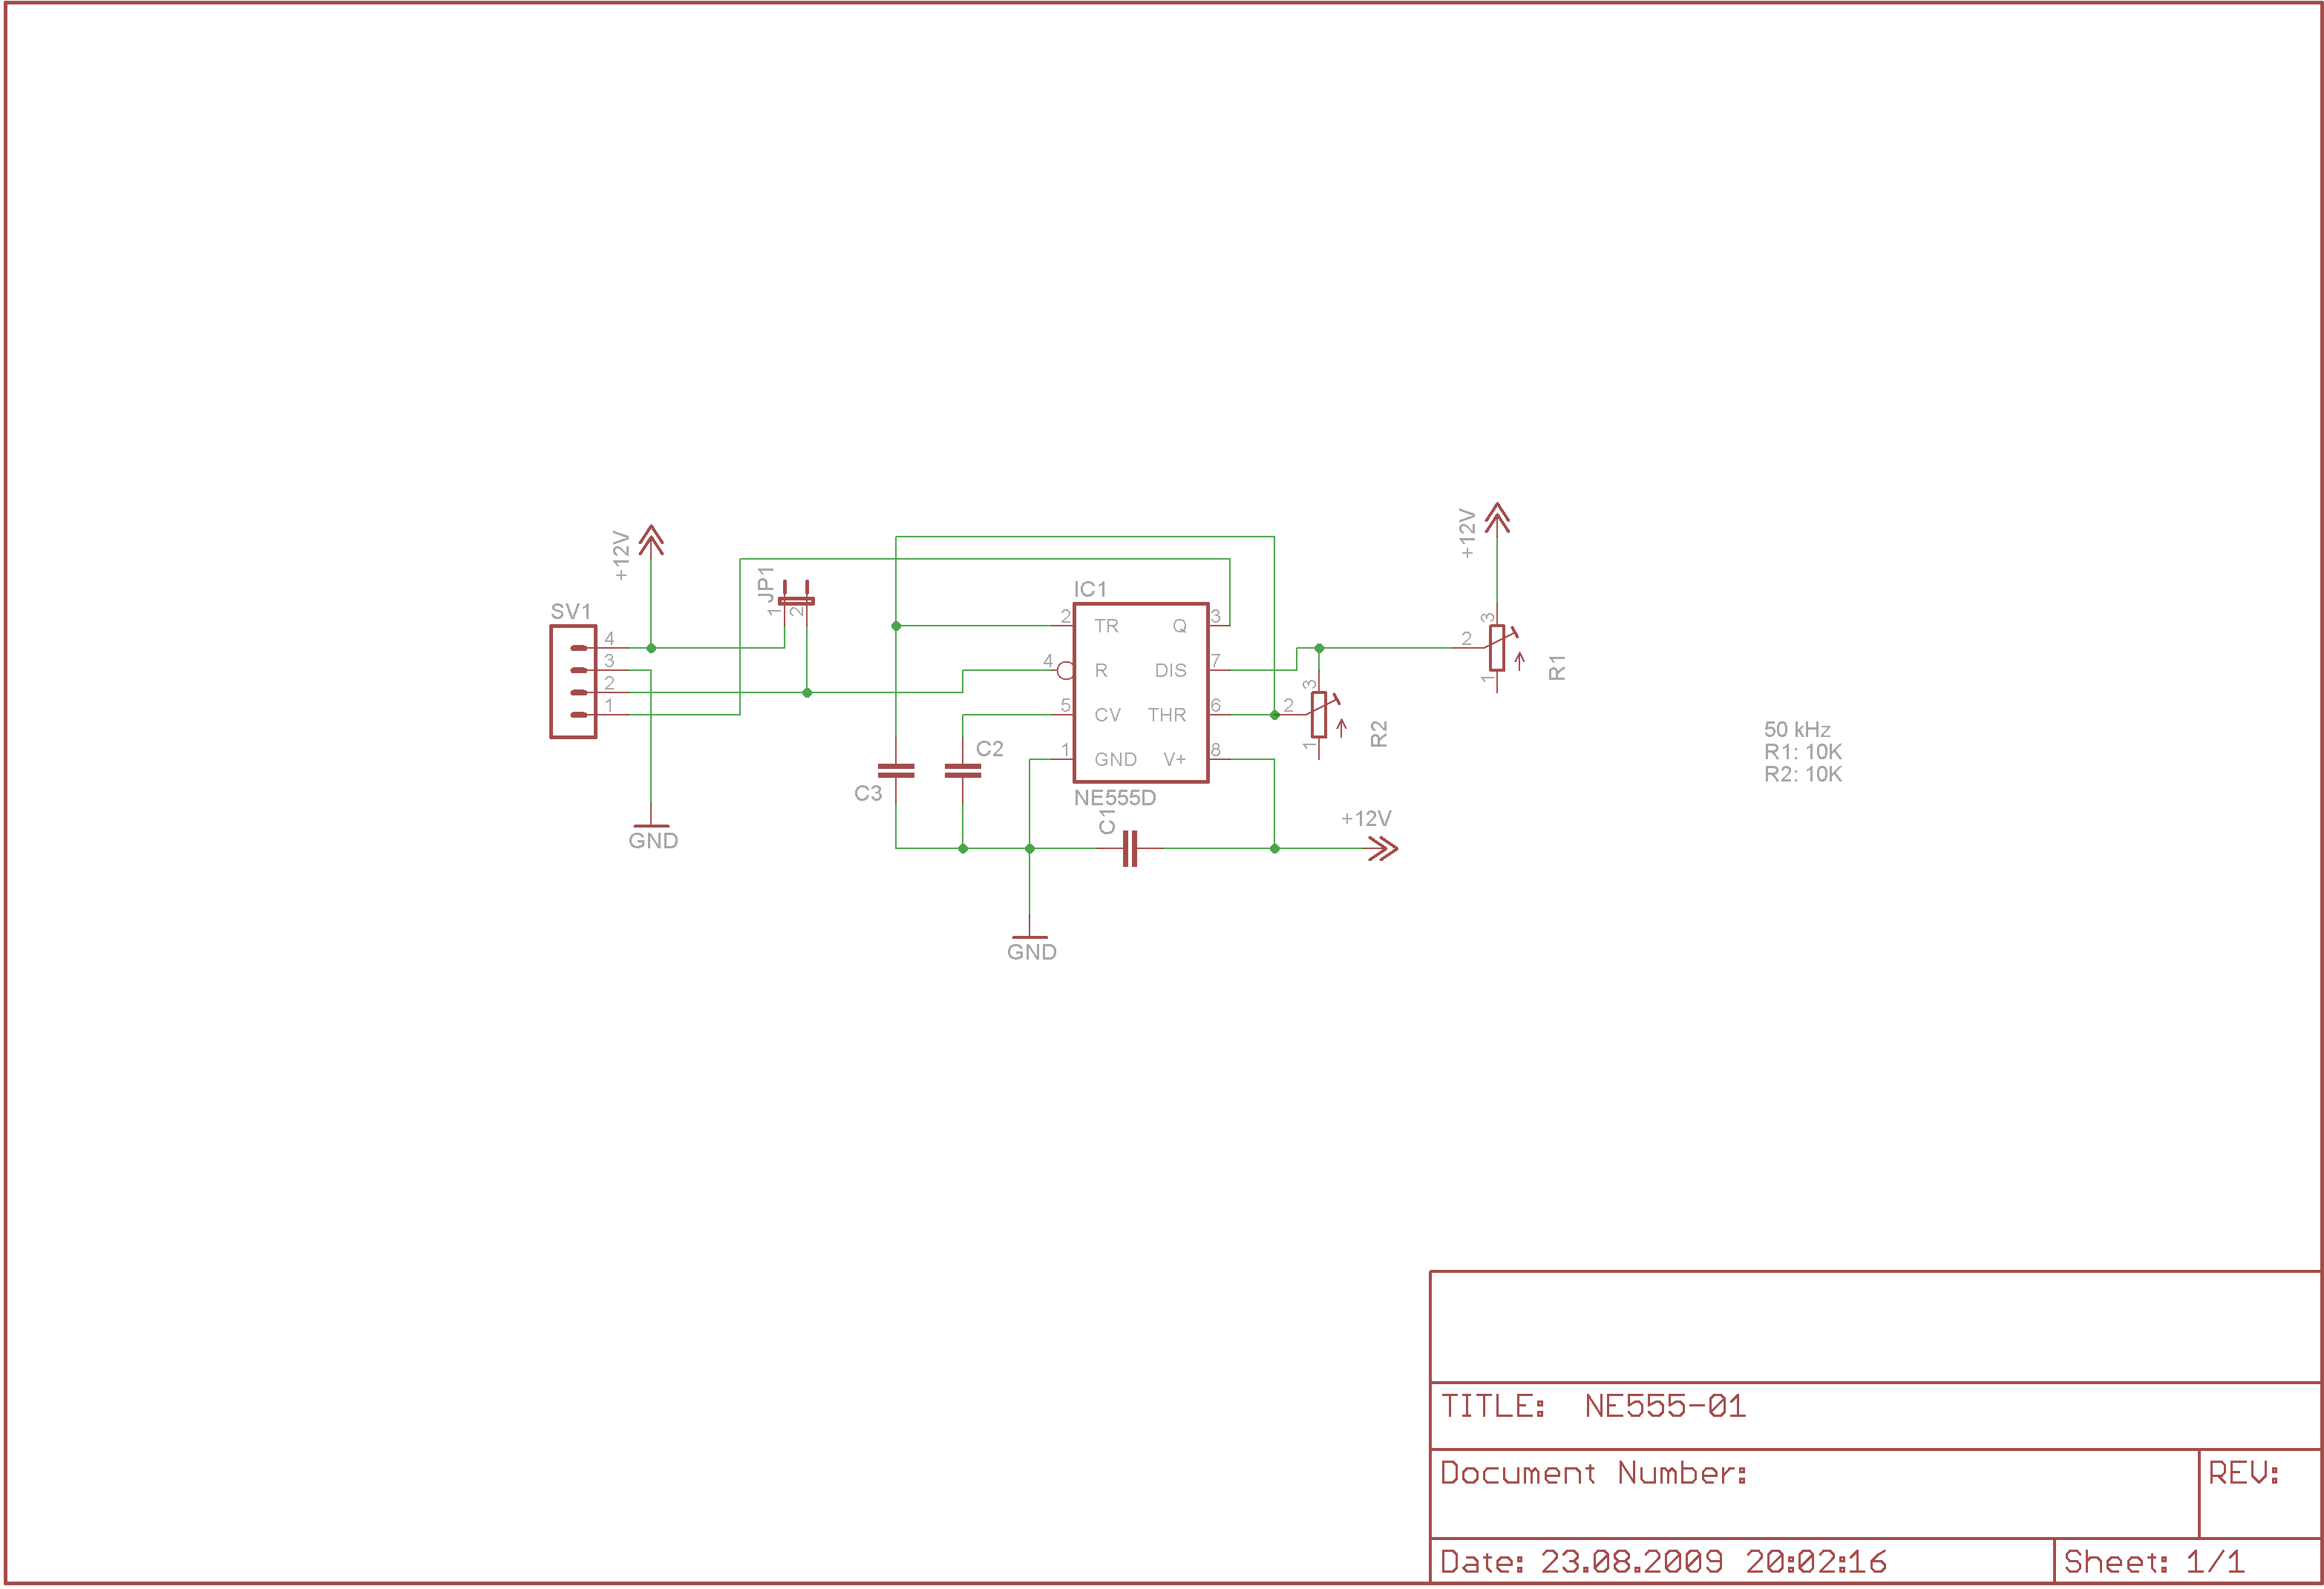 +12V
+12V
JP1
1
2
IC1
SV1
4
3
2
1
2
TR
Q
3
4
R
DIS
7
5
CV
THR
6
1
GND
V+
8
NE555D
3
2
1
R1
3
2
1
R2
C2
C3
C1
+12V
GND
GND
50 kHz
R1: 10K
R2: 10K
TITLE: NE555-01
Document Number:
REV:
Date: 23.08.2009 20:02:16
Sheet: 1/1